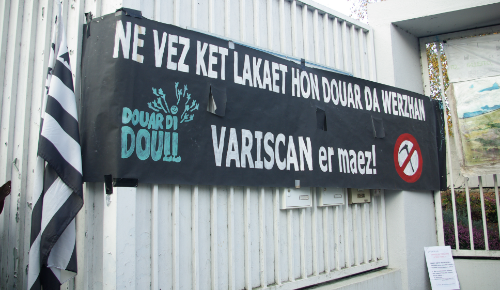 NE VEZ KET LAKAET HON DOUAR DA WERZHAN
DOUAR DI
DOULL
VARISCAN er maez!